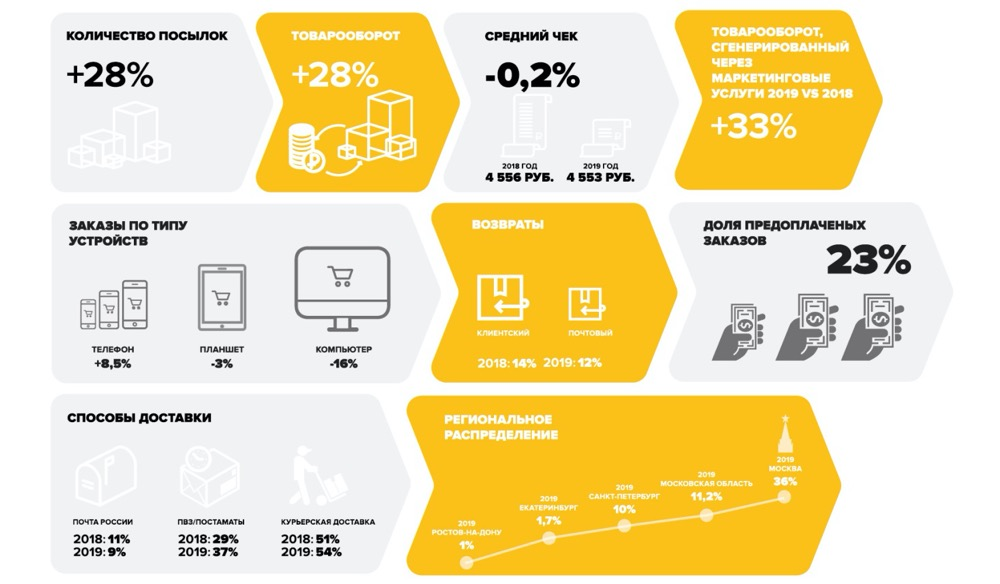 КОЛИЧЕСТВО ПОСЫЛОК
+28%
ТОВАРООБОРОТ
+28%
СРЕДНИЙ ЧЕК
-0,2%
2018 ГОД
4 556 РУБ.
2019 ГОД
4 553 РУБ.
ТОВАРООБОРОТ,
СГЕНЕРИРОВАННЫЙ
ЧЕРЕЗ
МАРКЕТИНГОВЫЕ
УСЛУГИ 2019 VS 2018
+33%
ЗАКАЗЫ ПО ТИПУ
УСТРОЙСТВ
ТЕЛЕФОН
+8,5%
ПЛАНШЕТ
-3%
КОМПЬЮТЕР
-16%
ВОЗВРАТЫ
КЛИЕНТСКИЙ
ПОЧТОВЫЙ
2018: 14%
2019: 12%
ДОЛЯ ПРЕДОПЛАЧЕНЫХ
ЗАКАЗОВ
23%
СПОСОБЫ ДОСТАВКИ
ПОЧТА РОССИИ
2018: 11%
2019: 9%
ПВЗ/ПОСТАМАТЫ
2018: 29%
2019: 37%
КУРЬЕРСКАЯ ДОСТАВКА
2018: 51%
2019: 54%
РЕГИОНАЛЬНОЕ
РАСПРЕДЕЛЕНИЕ
2019
РОСТОВ-НА-ДОНУ
1%
2019
ЕКАТЕРИНБУРГ
1,7%
2019
САНКТ-ПЕТЕРБУРГ
10%
2019
МОСКОВСКАЯ ОБЛАСТЬ
11,2%
2019
МОСКВА
36%